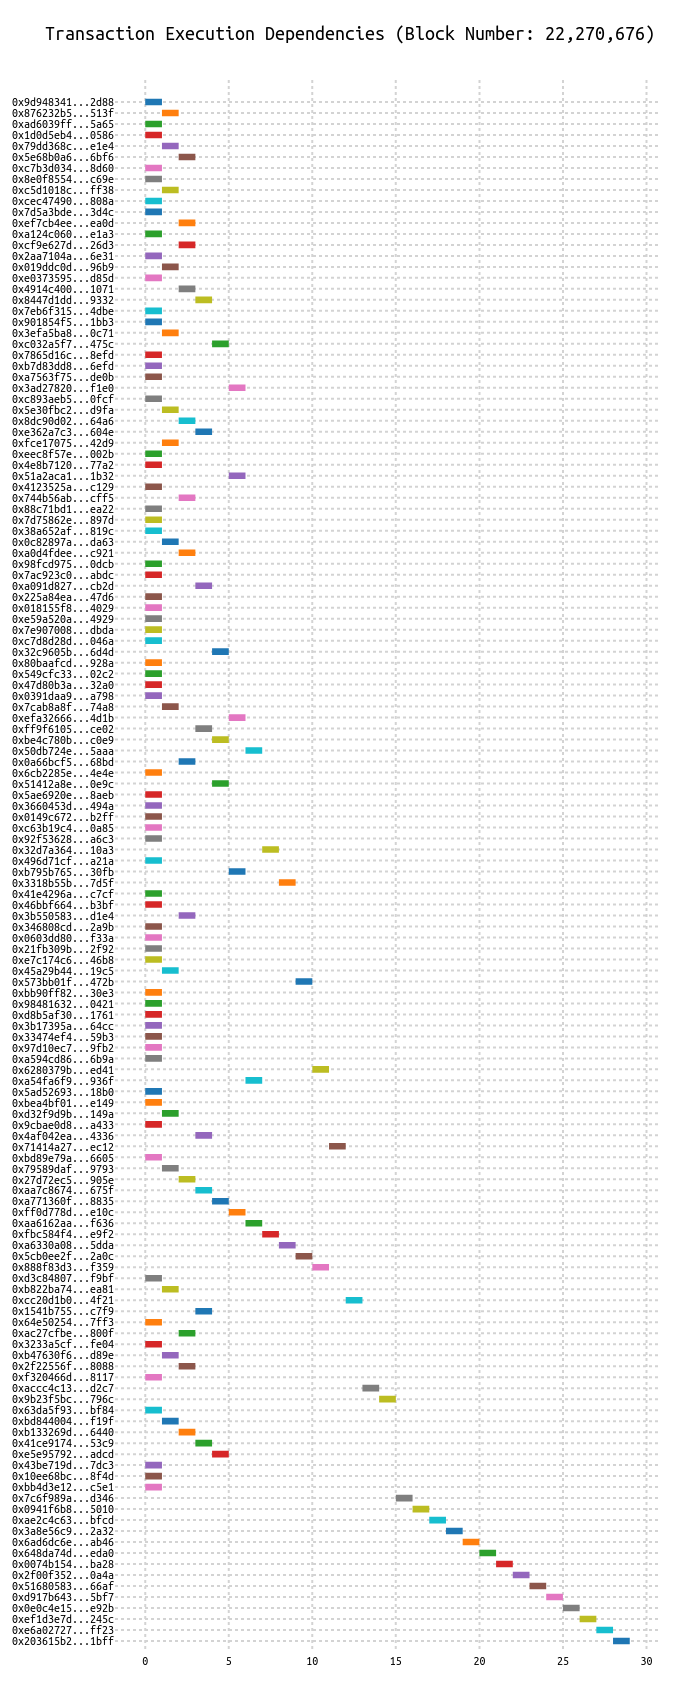 Transaction Execution Dependencies (Block Number: 22,270,676)
0x9d948341...2d88
0x876232b5...513f
0xad6039ff...5a65
0x1d0d5eb4...0586
0x79dd368c...e1e4
0x5e68b0a6...6bf6
0xc7b3d034...8d60
0x8e0f8554...c69e
0xc5d1018c...ff38
0xcec47490...808a
0x7d5a3bde...3d4c
0xef7cb4ee...ea0d
0xa124c060...e1a3
0xcf9e627d...26d3
0x2aa7104a...6e31
0x019ddc0d...96b9
0xe0373595...d85d
0x4914c400...1071
0x8447d1dd...9332
0x7eb6f315...4dbe
0x901854f5...1bb3
0x3efa5ba8...0c71
0xc032a5f7...475c
0x7865d16c...8efd
0xb7d83dd8...6efd
0xa7563f75...de0b
0x3ad27820...f1e0
0xc893aeb5...0fcf
0x5e30fbc2...d9fa
0x8dc90d02...64a6
0xe362a7c3...604e
0xfce17075...42d9
0xeec8f57e...002b
0x4e8b7120...77a2
0x51a2aca1...1b32
0x4123525a...c129
0x744b56ab...cff5
0x88c71bd1...ea22
0x7d75862e...897d
0x38a652af...819c
0x0c82897a...da63
0xa0d4fdee...c921
0x98fcd975...0dcb
0x7ac923c0...abdc
0xa091d827...cb2d
0x225a84ea...47d6
0x018155f8...4029
0xe59a520a...4929
0x7e907008...dbda
0xc7d8d28d...046a
0x32c9605b...6d4d
0x80baafcd...928a
0x549cfc33...02c2
0x47d80b3a...32a0
0x0391daa9...a798
0x7cab8a8f...74a8
0xefa32666...4d1b
0xff9f6105...ce02
0xbe4c780b...c0e9
0x50db724e...5aaa
0x0a66bcf5...68bd
0x6cb2285e...4e4e
0x51412a8e...0e9c
0x5ae6920e...8aeb
0x3660453d...494a
0x0149c672...b2ff
0xc63b19c4...0a85
0x92f53628...a6c3
0x32d7a364...10a3
0x496d71cf...a21a
0xb795b765...30fb
0x3318b55b...7d5f
0x41e4296a...c7cf
0x46bbf664...b3bf
0x3b550583...d1e4
0x346808cd...2a9b
0x0603dd80...f33a
0x21fb309b...2f92
0xe7c174c6...46b8
0x45a29b44...19c5
0x573bb01f...472b
0xbb90ff82...30e3
0x98481632...0421
0xd8b5af30...1761
0x3b17395a...64cc
0x33474ef4...59b3
0x97d10ec7...9fb2
0xa594cd86...6b9a
0x6280379b...ed41
0xa54fa6f9...936f
0x5ad52693...18b0
0xbea4bf01...e149
0xd32f9d9b...149a
0x9cbae0d8...a433
0x4af042ea...4336
0x71414a27...ec12
0xbd89e79a...6605
0x79589daf...9793
0x27d72ec5...905e
0xaa7c8674...675f
0xa771360f...8835
0xff0d778d...e10c
0xaa6162aa...f636
0xfbc584f4...e9f2
0xa6330a08...5dda
0x5cb0ee2f...2a0c
0x888f83d3...f359
0xd3c84807...f9bf
0xb822ba74...ea81
0xcc20d1b0...4f21
0x1541b755...c7f9
0x64e50254...7ff3
0xac27cfbe...800f
0x3233a5cf...fe04
0xb47630f6...d89e
0x2f22556f...8088
0xf320466d...8117
0xaccc4c13...d2c7
0x9b23f5bc...796c
0x63da5f93...bf84
0xbd844004...f19f
0xb133269d...6440
0x41ce9174...53c9
0xe5e95792...adcd
0x43be719d...7dc3
0x10ee68bc...8f4d
0xbb4d3e12...c5e1
0x7c6f989a...d346
0x0941f6b8...5010
0xae2c4c63...bfcd
0x3a8e56c9...2a32
0x6ad6dc6e...ab46
0x648da74d...eda0
0x0074b154...ba28
0x2f00f352...0a4a
0x51680583...66af
0xd917b643...5bf7
0x0e0c4e15...e92b
0xef1d3e7d...245c
0xe6a02727...ff23
0x203615b2...1bff
0 5 10 15 20 25 30